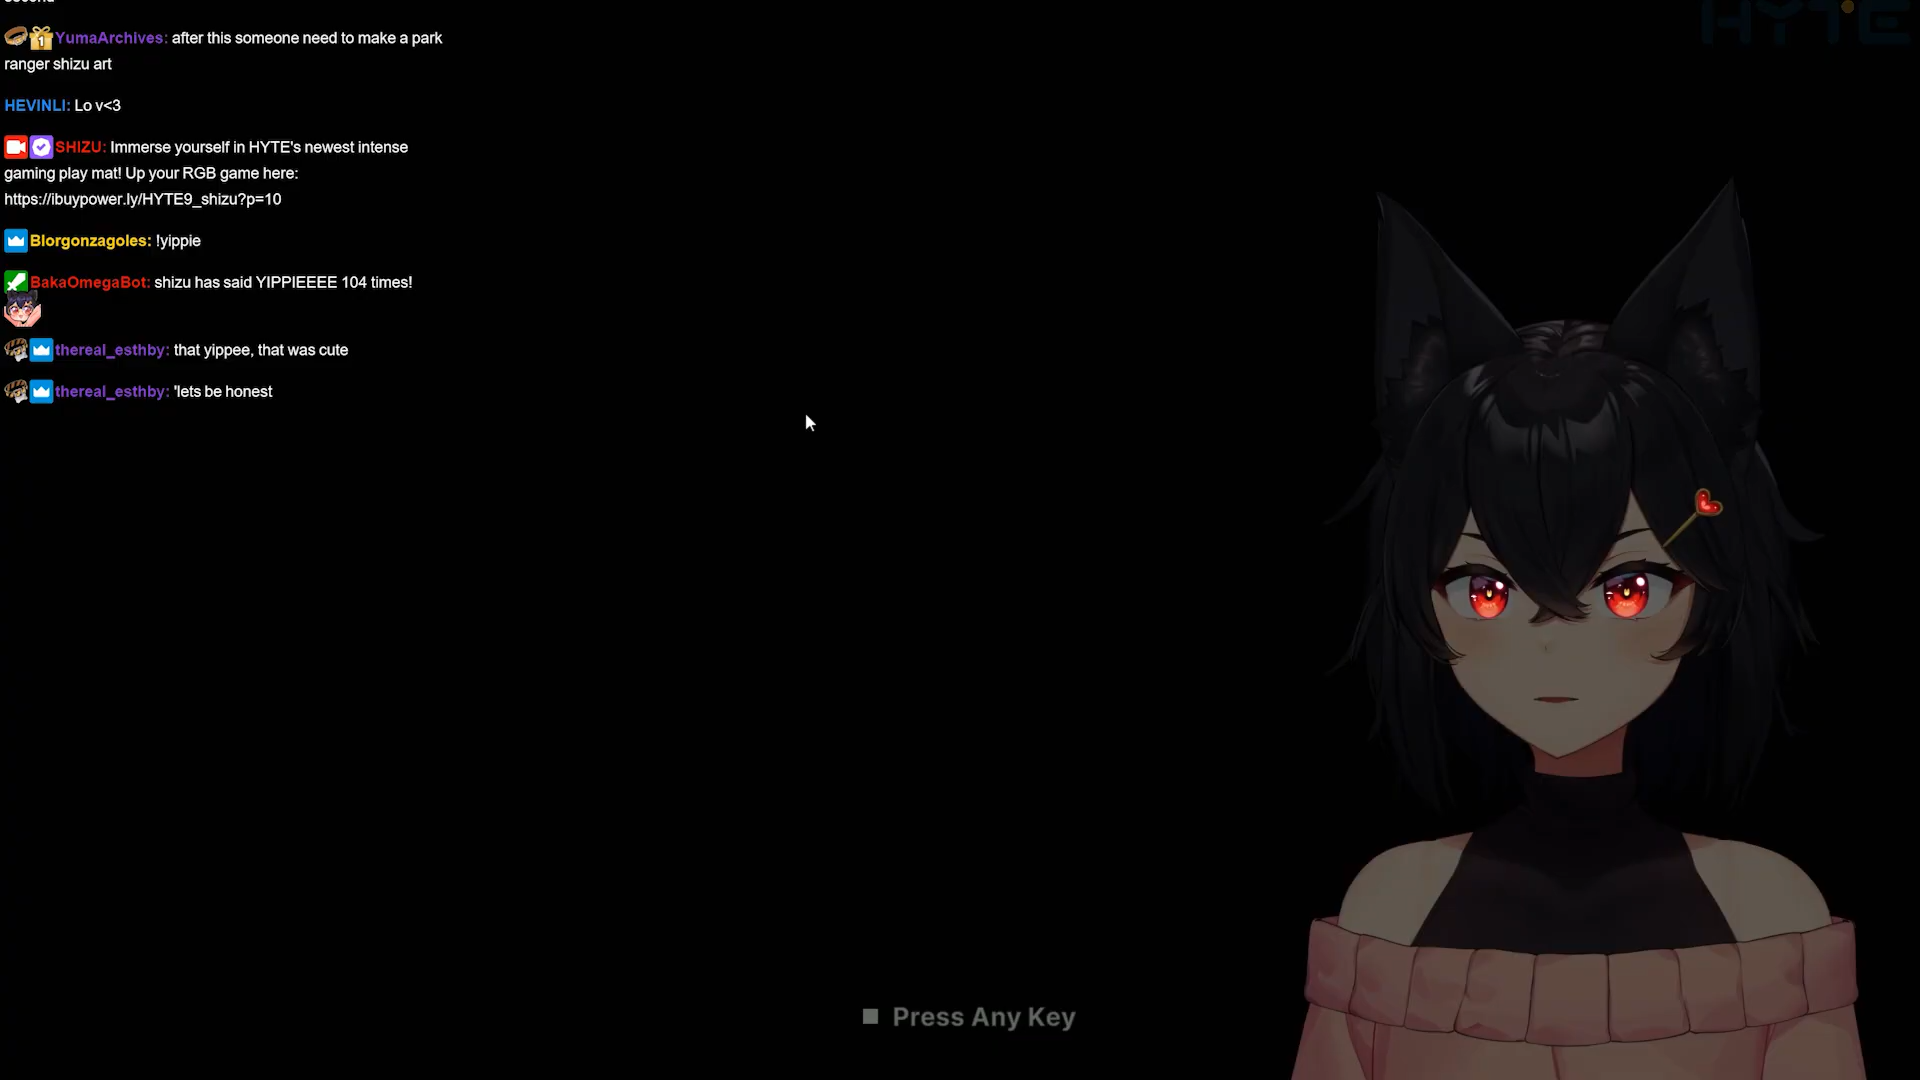 YumaArchives: after this someone need to make a park
ranger shizu art
HEVINLI: Lo v<3
SHIZU: Immerse yourself in HYTE's newest intense
gaming play mat! Up your RGB game here:
https://ibuypower.ly/HYTE9_shizu?p=10
Blorgonzagoles: !yippie
BakaOmegaBot: shizu has said YIPPIEEEE 104 times!
thereal_esthby: that yippee, that was cute
thereal_esthby: 'lets be honest
HYTE
Press Any Key